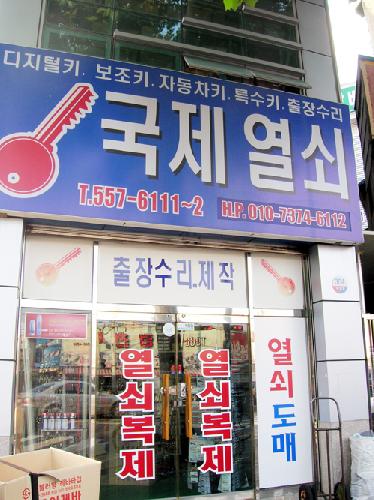 디지털키. 보조키. 자동차키. 특수키. 출장수리
국제 열쇠
T.557-6111~2
H.P. 010-7374-6112
출장수리.제작
열쇠복제
열쇠복제
열쇠도매